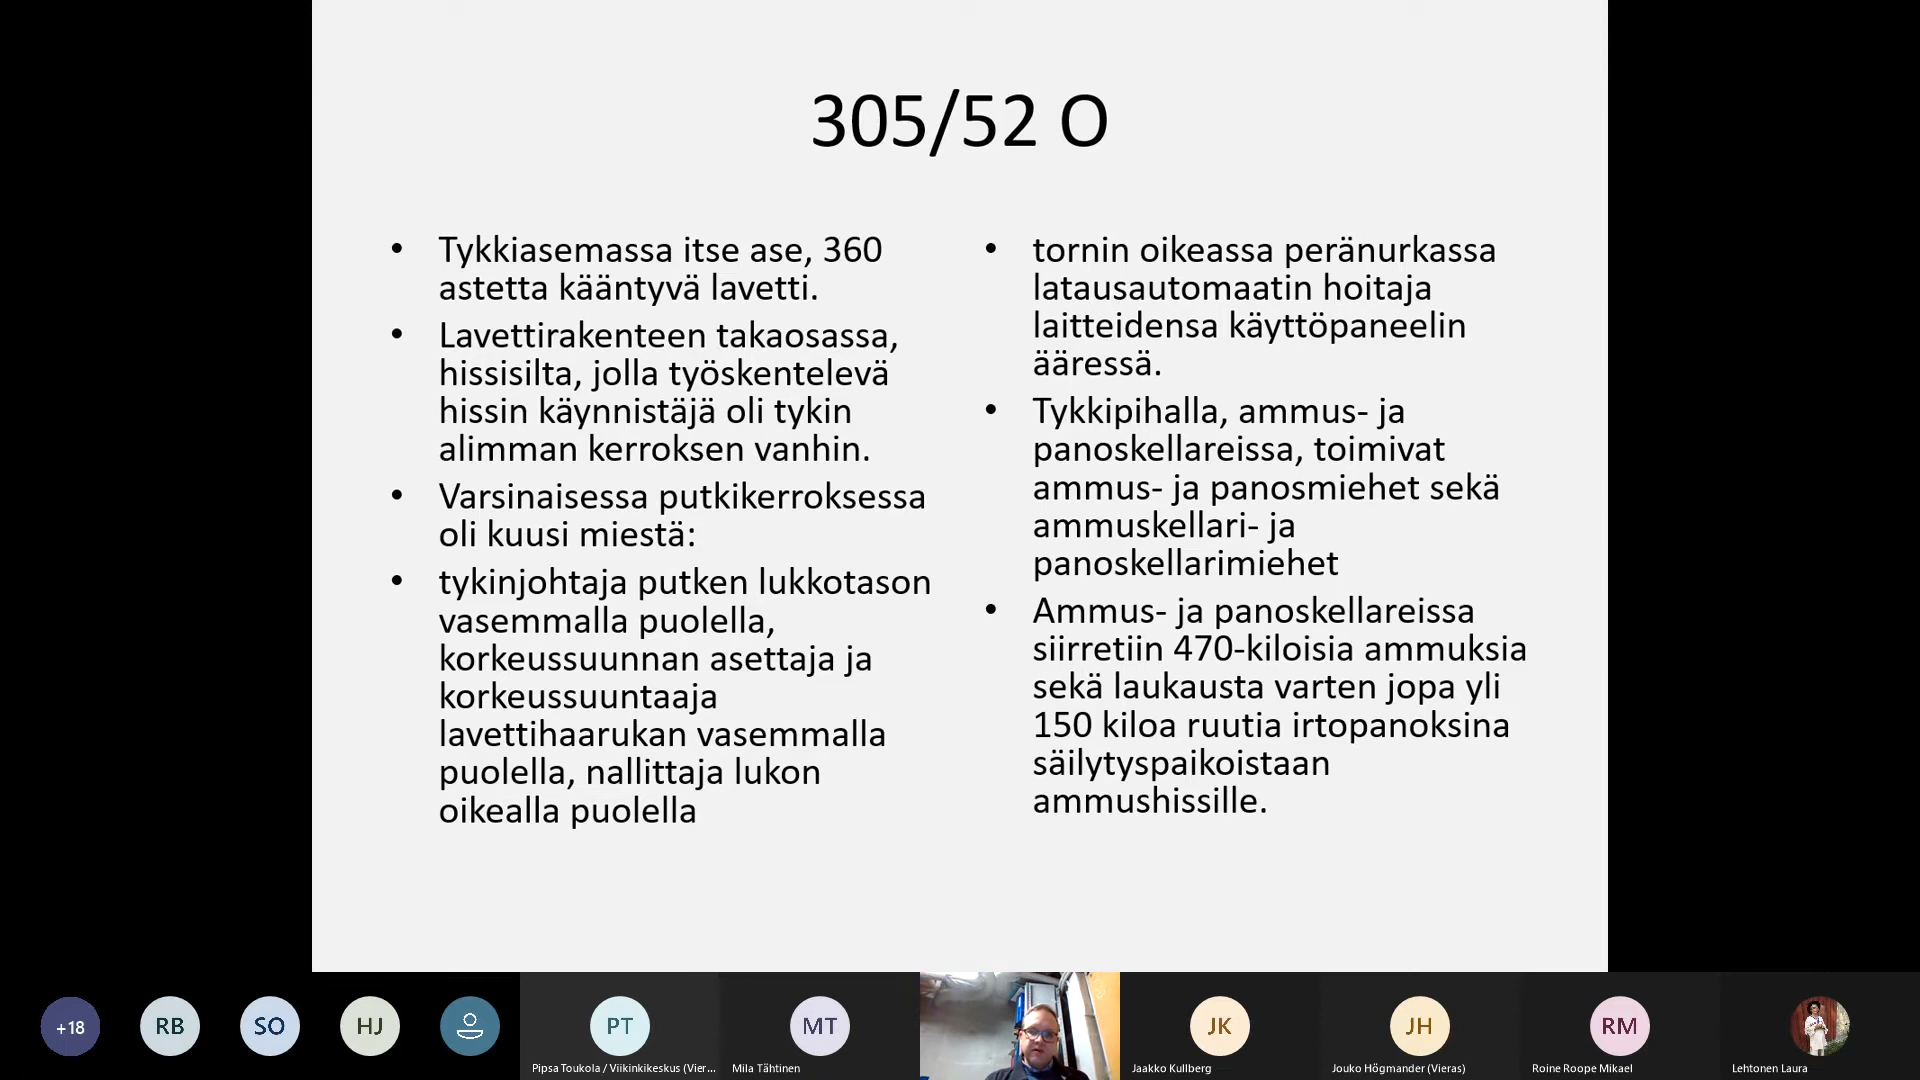 305/52 O
• Tykkiasemassa itse ase, 360
astetta kääntyvä lavetti.
• Lavettirakenteen takaosassa,
hissisilta, jolla työskentelevä
hissin käynnistäjä oli tykin
alimman kerroksen vanhin.
• Varsinaisessa putkikerroksessa
oli kuusi miestä:
• tykinjohtaja putken lukkotason
vasemmalla puolella,
korkeussuunnan asettaja ja
korkeussuuntaaja
lavettihaarukan vasemmalla
puolella, nallittaja lukon
oikealla puolella
• tornin oikeassa peränurkassa
latausautomaatin hoitaja
laitteidensa käyttöpaneelin
ääressä.
• Tykkipihalla, ammus- ja
panoskellareissa, toimivat
ammus- ja panosmiehet sekä
ammuskellari- ja
panoskellarimiehet
• Ammus- ja panoskellareissa
siirretiin 470-kiloisia ammuksia
sekä laukausta varten jopa yli
150 kiloa ruutia irtopanoksina
säilytyspaikoistaan
ammushissille.
+18
RB
SO
HJ
PT
MT
JK
JH
RM
Pipsa Toukola / Viikinkikeskus (Vier...
Mila Tähtinen
Jaakko Kullberg
Jouko Högmander (Vieras)
Roine Roope Mikael
Lehtonen Laura